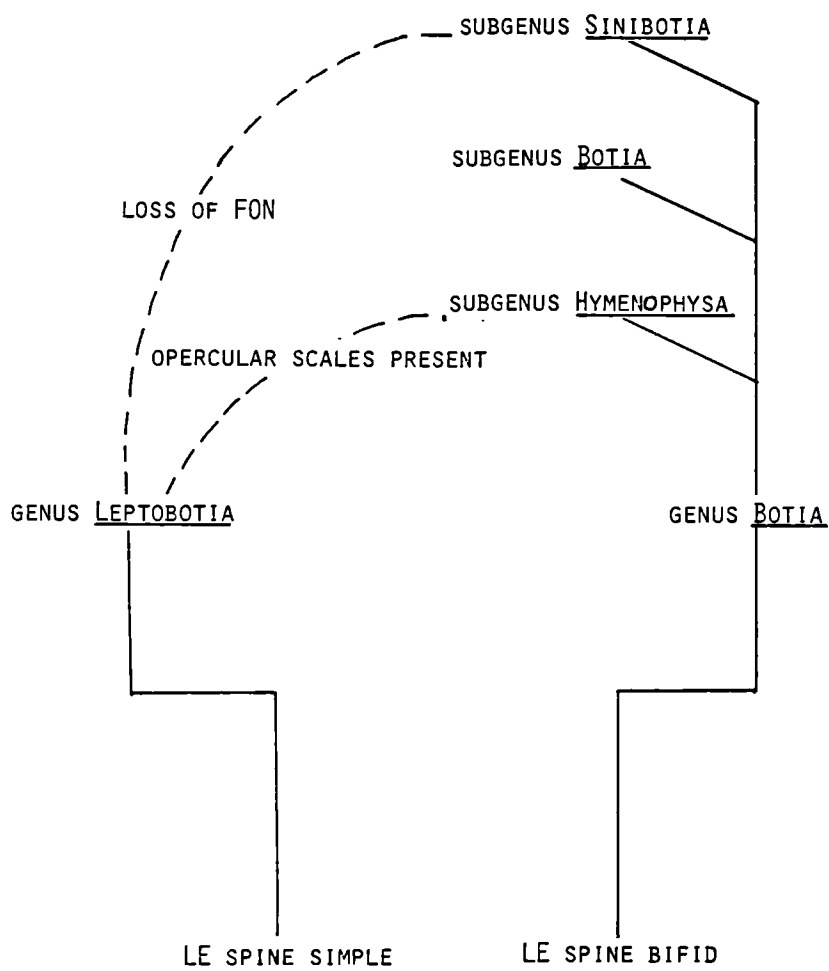 SUBGENUS SINIBOTIA
SUBGENUS BOTIA
LOSS OF FON
SUBGENUS HYMENOPHYSA
OPERCULAR SCALES PRESENT
GENUS LEPTOBOTIA
GENUS BOTIA
LE SPINE SIMPLE
LE SPINE BIFID